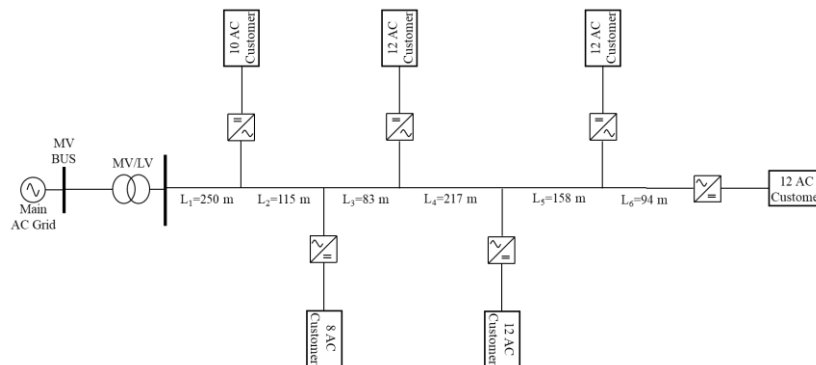 10 AC
Customer
12 AC
Customer
12 AC
Customer
MV
BUS
MV/LV
Main
AC Grid
L₁=250 m
L₂=115 m
L₃=83 m
L₄=217 m
L₅=158 m
L₆=94 m
12 AC
Customer
8 AC
Customer
12 AC
Customer